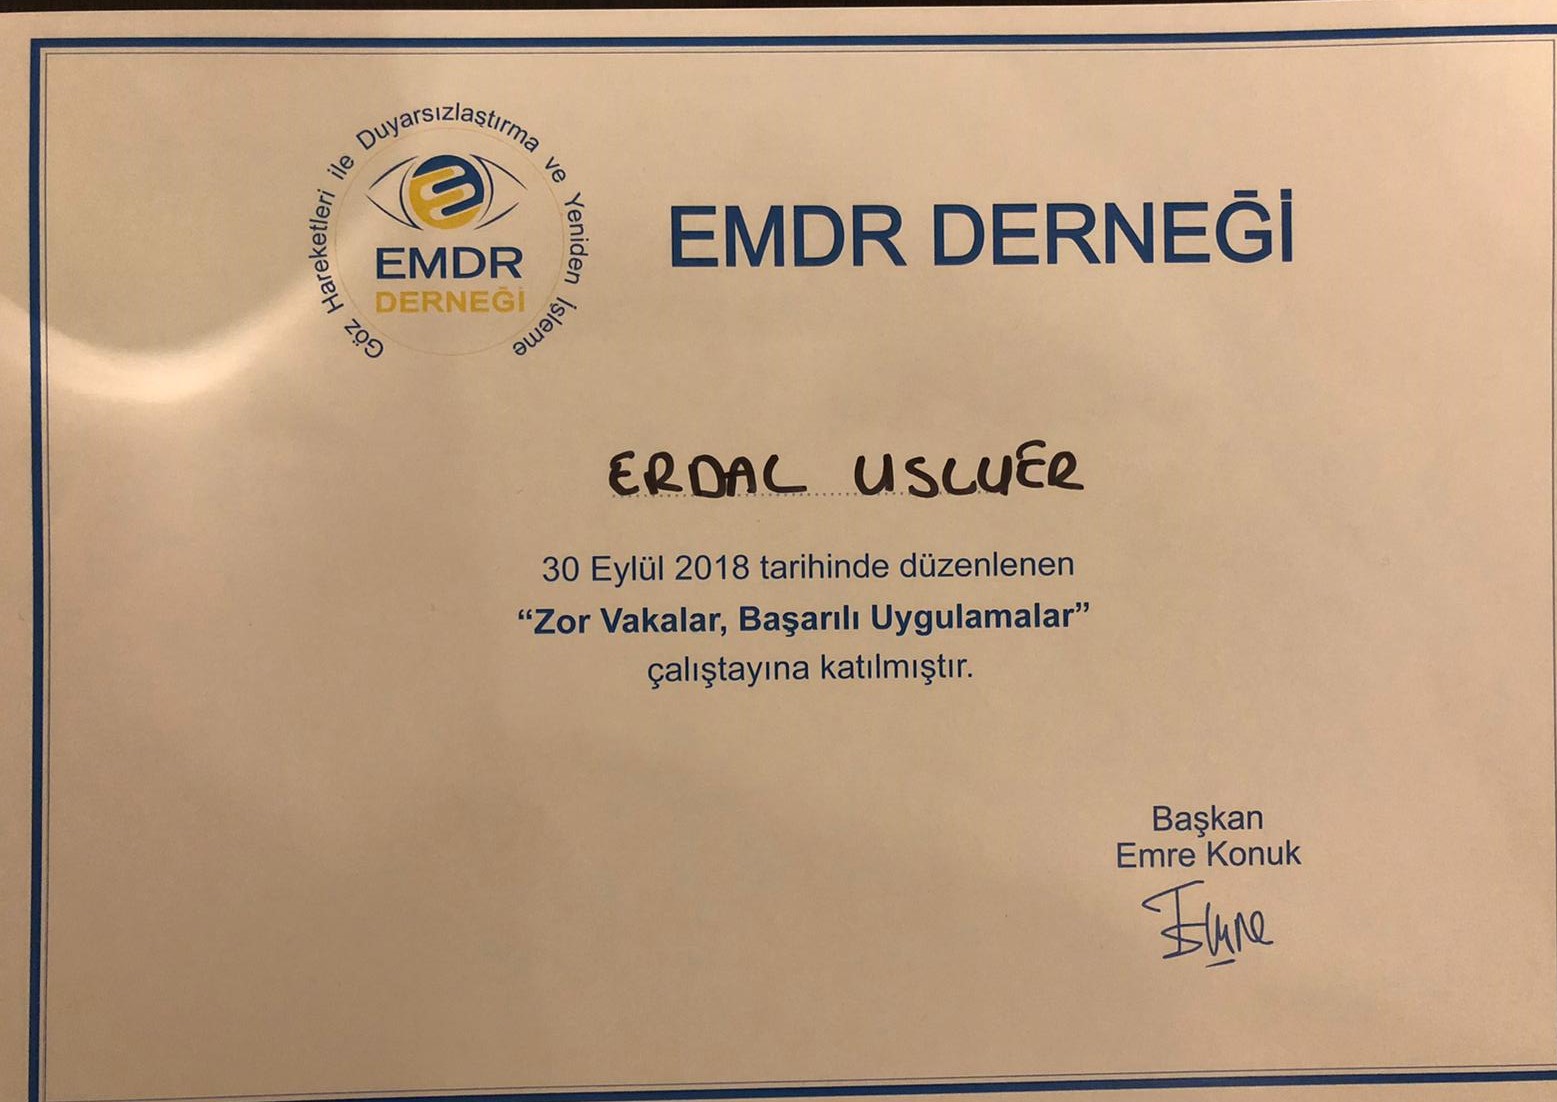 Göz Hareketleri ile Duyarsızlaştırma ve Yeniden İşleme
EMDR
DERNEĞİ
EMDR DERNEĞİ
ERDAL USLUER
30 Eylül 2018 tarihinde düzenlenen
“Zor Vakalar, Başarılı Uygulamalar”
çalıştayına katılmıştır.
Başkan
Emre Konuk
Emre